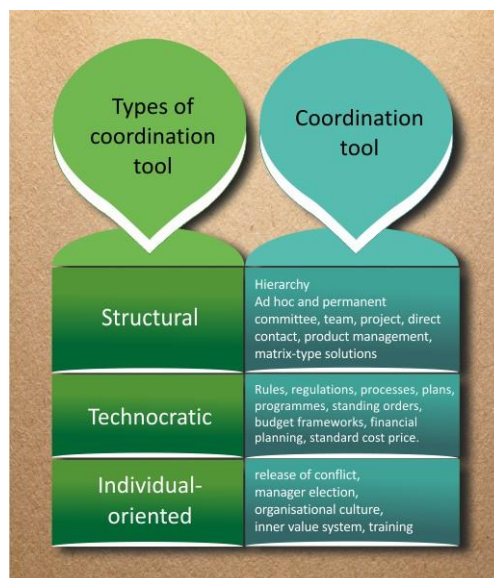 Types of
coordination
tool
Coordination
tool
Structural
Hierarchy
Ad hoc and permanent
committee, team, project, direct
contact, product management,
matrix-type solutions
Technocratic
Rules, regulations, processes, plans,
programmes, standing orders,
budget frameworks, financial
planning, standard cost price.
Individual-
oriented
release of conflict,
manager election,
organisational culture,
inner value system, training